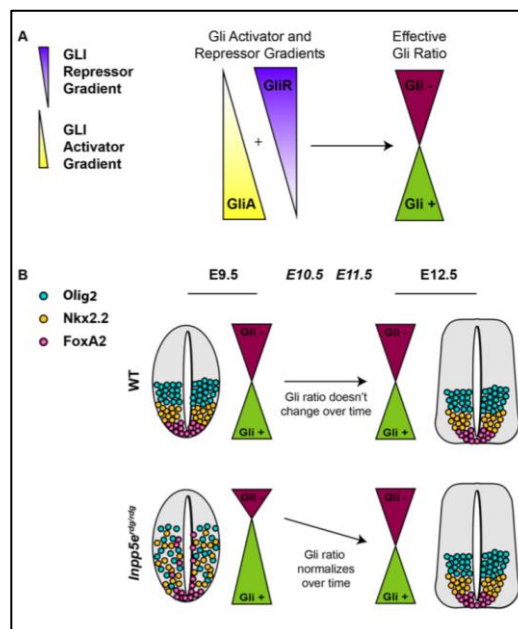 A
GLI
Repressor
Gradient
GLI
Activator
Gradient
Gli Activator and
Repressor Gradients
GliR
+
GliA
Effective
Gli Ratio
Gli -
Gli +
B
E9.5 E10.5 E11.5 E12.5
Olig2
Nkx2.2
FoxA2
WT
Gli -
Gli +
Gli ratio doesn't
change over time
Gli -
Gli +
Inpp5e rdg/rdg
Gli -
Gli +
Gli ratio
normalizes
over time
Gli -
Gli +